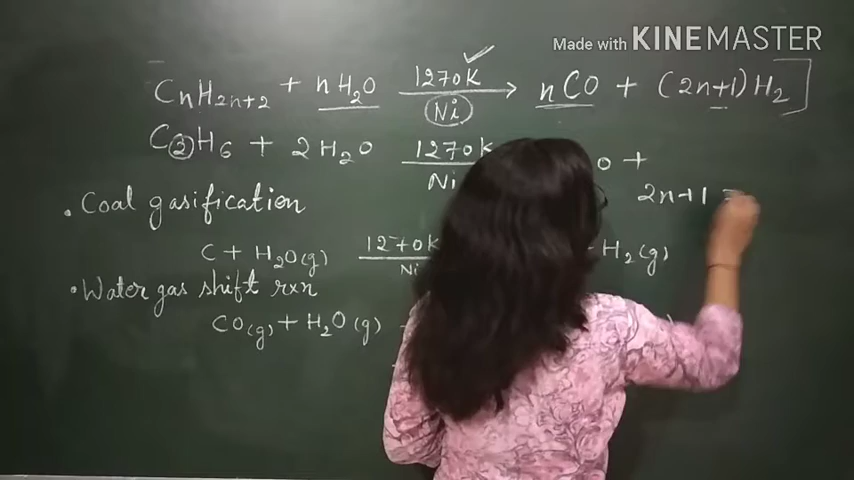 Made with KINEMASTER
CnH2n+2 + nH2O 1270K Ni → nCO + (2n+1)H2]
C2H6 + 2H2O 1270K Ni O +
2n+1 =
• Coal gasification
C + H2O(g) 1270K Ni + H2(g)
• Water gas shift rxn
CO(g) + H2O(g)